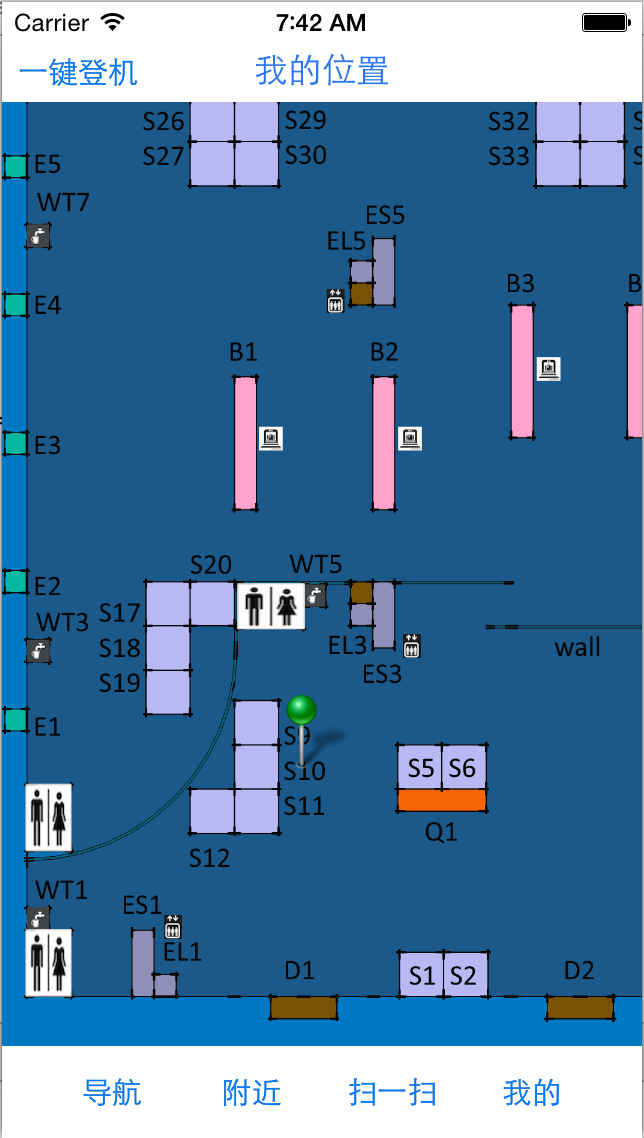 Carrier 7:42 AM
一键登机 我的位置
S26 S29 S32 S
S27 S30 S33 S
E5
WT7
ES5
EL5
B3 B
E4
B1 B2
E3
S20 WT5
E2
S17
WT3
S18 EL3 wall
ES3
S19
E1
S9
S10 S5 S6
S11
Q1
S12
WT1
ES1
EL1
D1 S1 S2 D2
导航 附近 扫一扫 我的